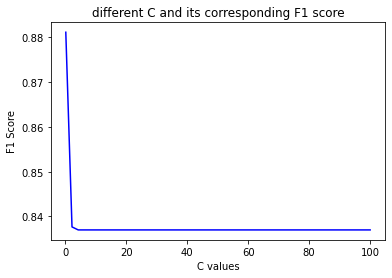 different C and its corresponding F1 score
0.88
0.87
0.86
0.85
0.84
F1 Score
0 20 40 60 80 100
C values